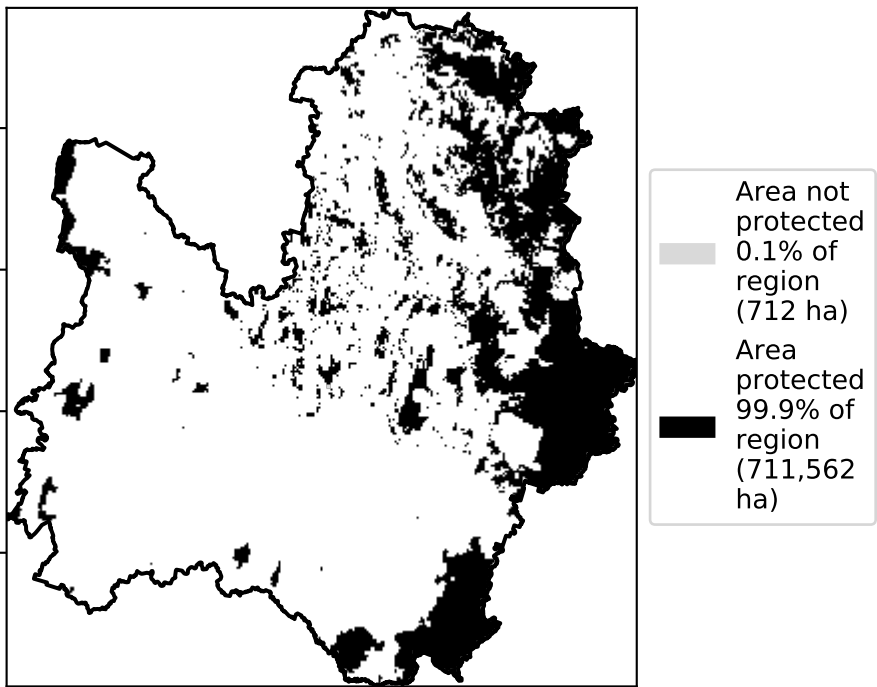 Area not
protected
0.1% of
region
(712 ha)
Area
protected
99.9% of
region
(711,562
ha)